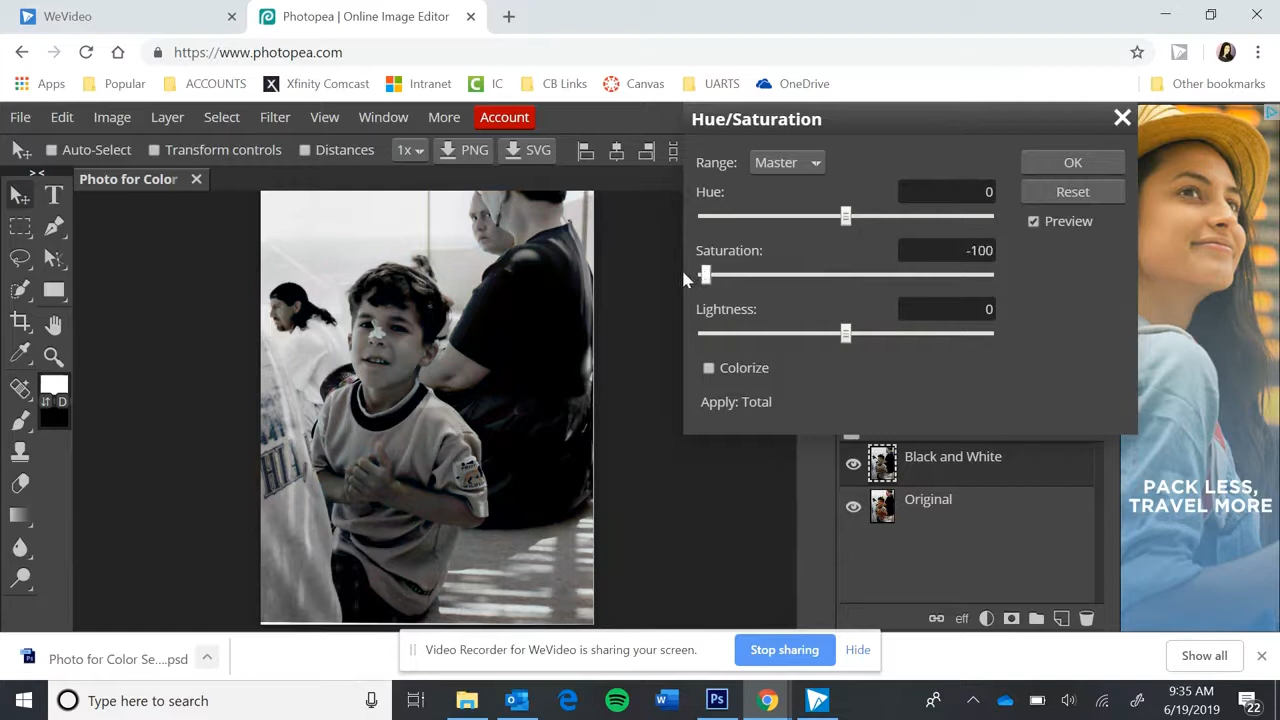 WeVideo
Photopea | Online Image Editor
https://www.photopea.com
Apps
Popular
ACCOUNTS
Xfinity Comcast
Intranet
IC
CB Links
Canvas
UARTS
OneDrive
Other bookmarks
File
Edit
Image
Layer
Select
Filter
View
Window
More
Account
Auto-Select
Transform controls
Distances
1x
PNG
SVG
Photo for Color
Hue/Saturation
Range:
Master
OK
Hue:
0
Reset
Preview
Saturation:
-100
Lightness:
0
Colorize
Apply: Total
Black and White
Original
eff
PACK LESS,
TRAVEL MORE
Video Recorder for WeVideo is sharing your screen.
Stop sharing
Hide
Photo for Color Se....psd
Show all
Type here to search
9:35 AM
6/19/2019
22